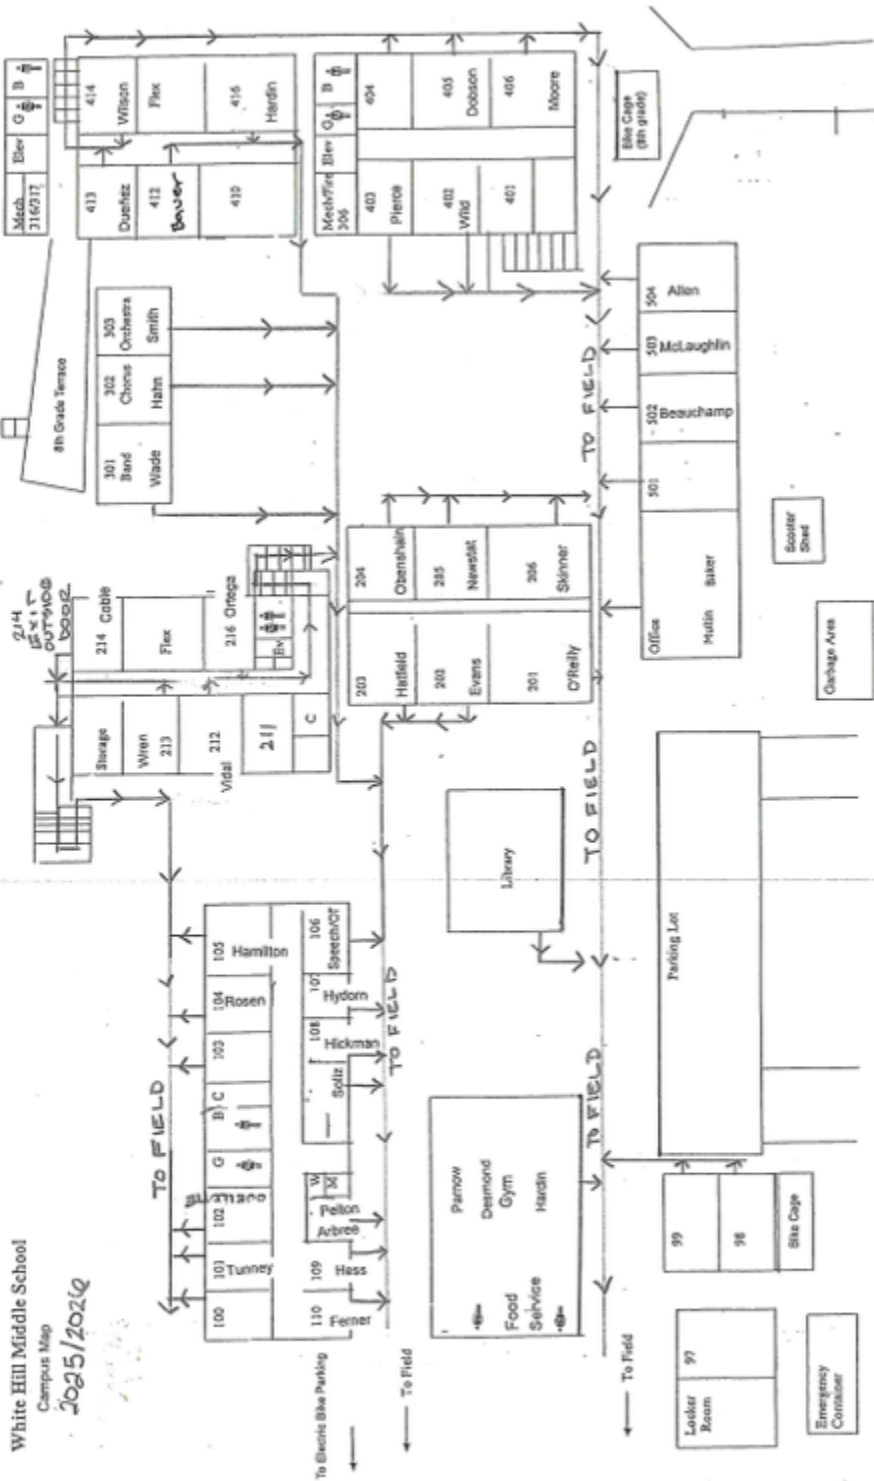 White Hill Middle School
Campus Map
2025/2026
Mech
316/317
Elev
G
B
413
Dueñez
412
Bauer
410
414
Wilson
Flex
416
Hardin
Mech/Fire
306
Elev
G
B
403
Pierce
402
Wild
401
404
405
Dobson
406
Moore
Bike Cage
(8th grade)
8th Grade Terrace
301
Band
Wade
302
Chorus
Hahn
303
Orchestra
Smith
504
Allen
503 McLaughlin
502 Beauchamp
501
Office
Mullin
Baker
TO FIELD
Scooter
Shed
Garbage Area
214
EXIT
OUTSIDE
DOOR
214
Coble
Flex
216
Ortega
Ev
Storage
Wren
213
212
Vidal
211
C
204
Obenshain
205
Newstat
206
Skinner
203
Hatfield
202
Evans
201
O'Reilly
TO FIELD
Library
Parking Lot
TO FIELD
105
Hamilton
104 Rosen
103
B
C
G
102
101 Tunney
100
106
Speech/OT
107
Hydorn
108
Hickman
Soliz
W
M
Pelton
Arbree
109
Hess
110
Ferner
TO FIELD
TO FIELD
Parnow
Desmond
Gym
Hardin
Food
Service
99
98
Bike Cage
97
Locker
Room
Emergency
Container
To Electric Bike Parking
To Field
To Field